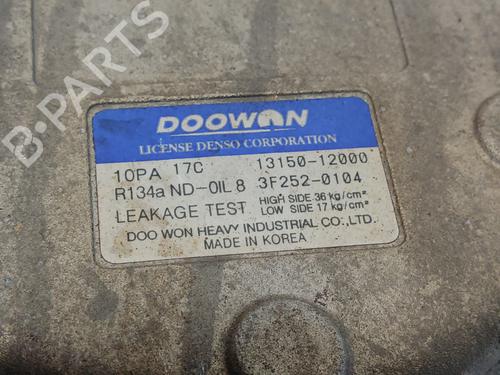 B-PARTS
DOOWON
LICENSE DENSO CORPORATION
10PA 17C 13150-12000
R134a ND-OIL 8 3F252-0104
LEAKAGE TEST HIGH SIDE 36 kg/cm²
LOW SIDE 17 kg/cm²
DOO WON HEAVY INDUSTRIAL CO.,LTD.
MADE IN KOREA